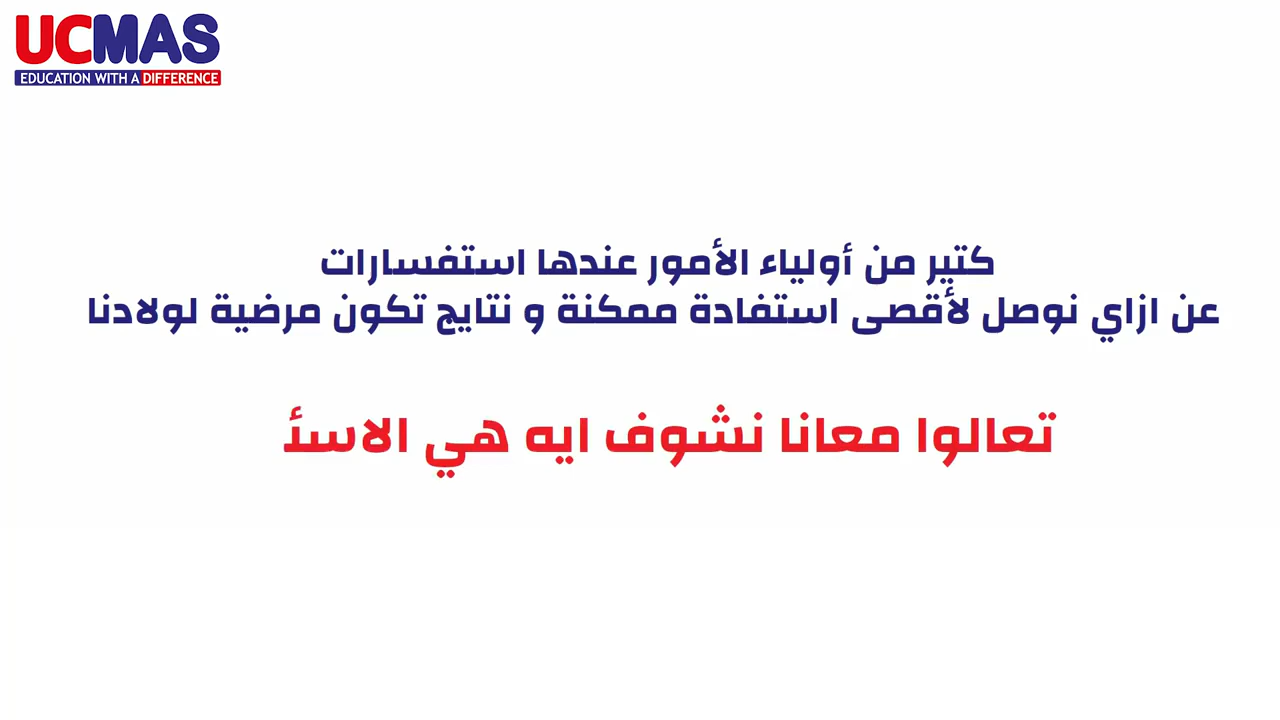 UCMAS
EDUCATION WITH A DIFFERENCE
كتير من أولياء الأمور عندها استفسارات
عن ازاي نوصل لأقصى استفادة ممكنة و نتايج تكون مرضية لولادنا
تعالوا معانا نشوف ايه هي الاسئ